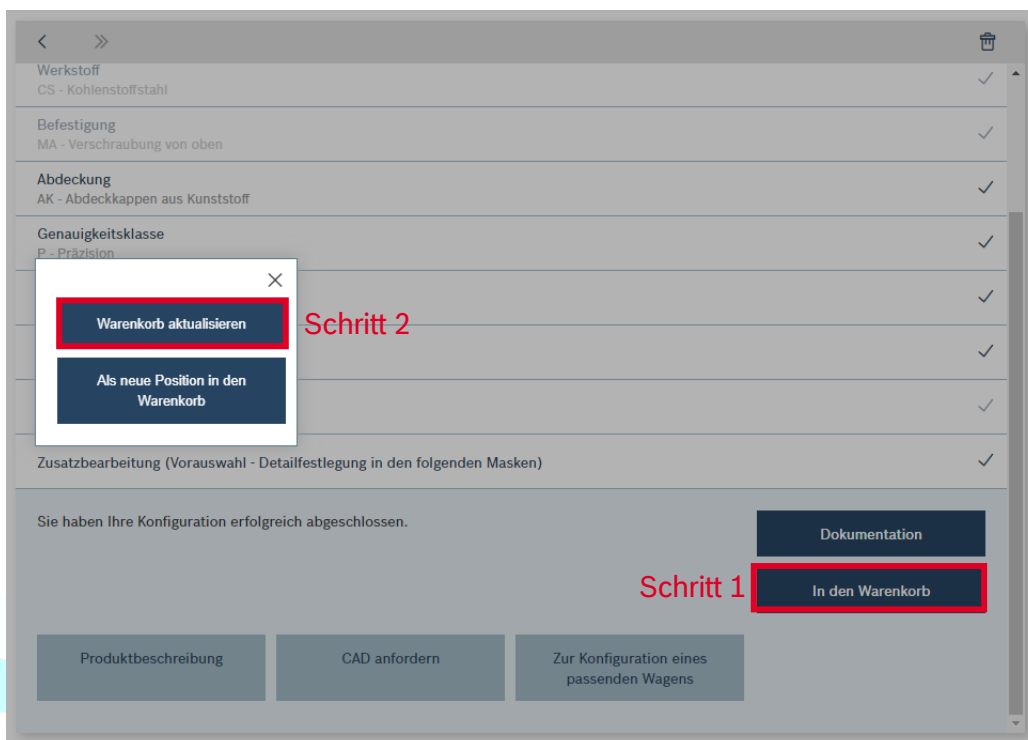 Werkstoff
CS - Kohlenstoffstahl
Befestigung
MA - Verschraubung von oben
Abdeckung
AK - Abdeckkappen aus Kunststoff
Genauigkeitsklasse
P - Präzision
Warenkorb aktualisieren
Schritt 2
Als neue Position in den
Warenkorb
Zusatzbearbeitung (Vorauswahl - Detailfestlegung in den folgenden Masken)
Sie haben Ihre Konfiguration erfolgreich abgeschlossen.
Dokumentation
Schritt 1
In den Warenkorb
Produktbeschreibung
CAD anfordern
Zur Konfiguration eines
passenden Wagens